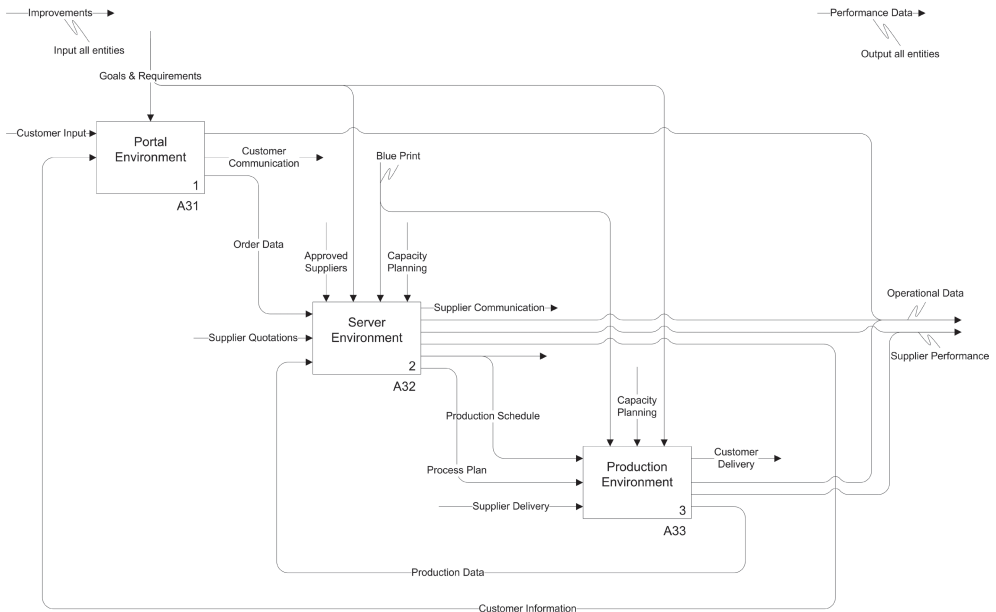 Improvements
Performance Data
Input all entities
Output all entities
Goals & Requirements
Customer Input
Portal
Environment
1
A31
Customer
Communication
Blue Print
Order Data
Approved
Suppliers
Capacity
Planning
Supplier Communication
Operational Data
Server
Environment
2
A32
Supplier Quotations
Supplier Performance
Capacity
Planning
Production Schedule
Process Plan
Production
Environment
3
A33
Customer
Delivery
Supplier Delivery
Production Data
Customer Information